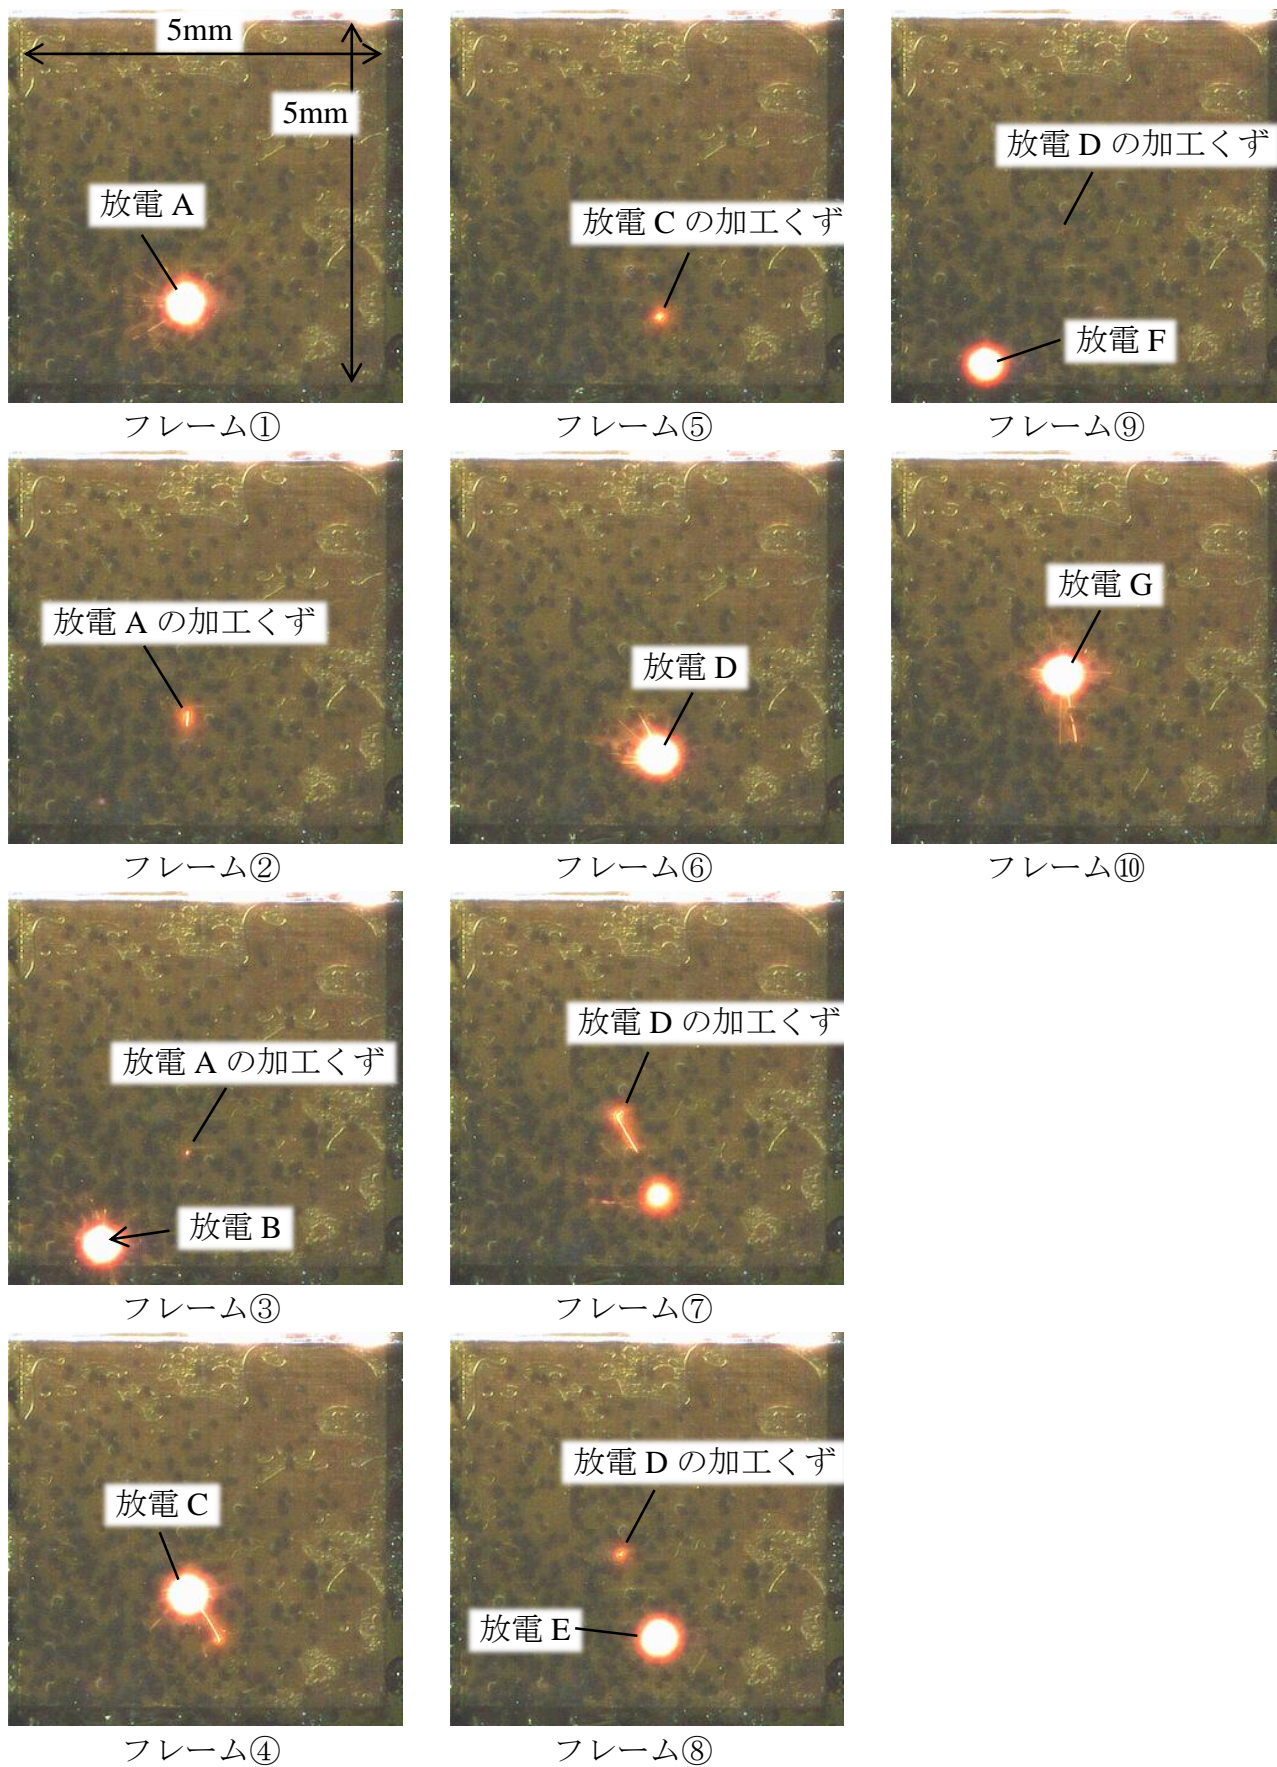 5mm
5mm
放電 A
フレーム①
放電 A の加工くず
フレーム②
放電 A の加工くず
放電 B
フレーム③
放電 C
フレーム④
放電 C の加工くず
フレーム⑤
放電 D
フレーム⑥
放電 D の加工くず
フレーム⑦
放電 D の加工くず
放電 E
フレーム⑧
放電 D の加工くず
放電 F
フレーム⑨
放電 G
フレーム⑩